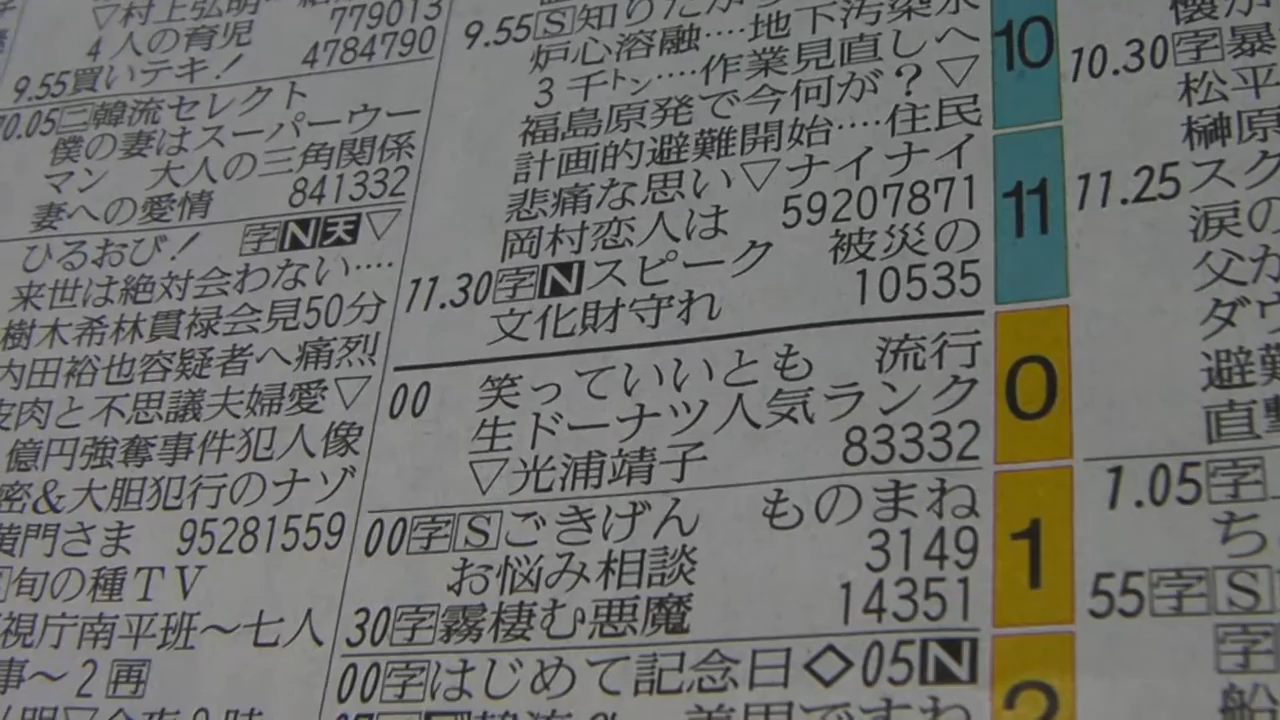 ▽村上弘明
779013
4人の育児 4784790
9.55買いテキ!
10.05二韓流セレクト
僕の妻はスーパーウー
マン 大人の三角関係
妻への愛情 841332
ひるおび! 字N天▽
来世は絶対会わない‥‥
樹木希林貫禄会見50分
内田裕也容疑者へ痛烈
皮肉と不思議夫婦愛▽
億円強奪事件犯人像
密&大胆犯行のナゾ
黄門さま 95281559
旬の種TV
視庁南平班〜七人
事〜2再
9.55S知りたがり
炉心溶融‥‥地下汚染水
3千トン‥‥作業見直しへ
福島原発で今何が?▽
計画的避難開始‥‥住民
悲痛な思い▽ナイナイ
岡村恋人は 59207871
11.30字Nスピーク 被災の
文化財守れ 10535
00 笑っていいとも 流行
生ドーナツ人気ランク
▽光浦靖子 83332
00字Sごきげん ものまね
お悩み相談 3149
30字霧棲む悪魔 14351
00字はじめて記念日◇05N
10
11
0
1
2
10.30字暴
松平
榊原
11.25スク
涙の
父か
ダウ
避難
直撃
1.05字
ち
55字S
字
船